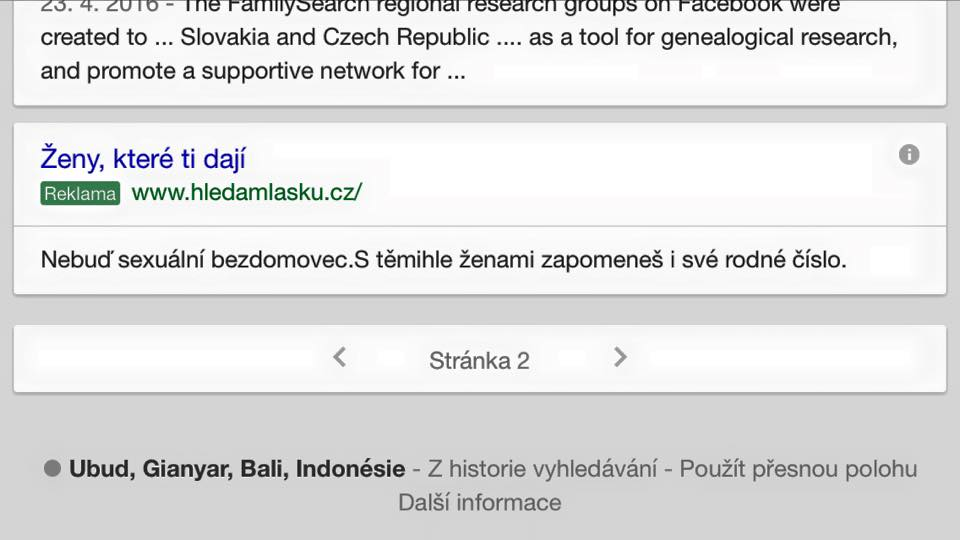 23. 4. 2016 - The FamilySearch regional research groups on Facebook were
created to ... Slovakia and Czech Republic .... as a tool for genealogical research,
and promote a supportive network for ...
Ženy, které ti dají
Reklama www.hledamlasku.cz/
Nebuď sexuální bezdomovec.S těmihle ženami zapomeneš i své rodné číslo.
Stránka 2
Ubud, Gianyar, Bali, Indonésie - Z historie vyhledávání - Použít přesnou polohu
Další informace